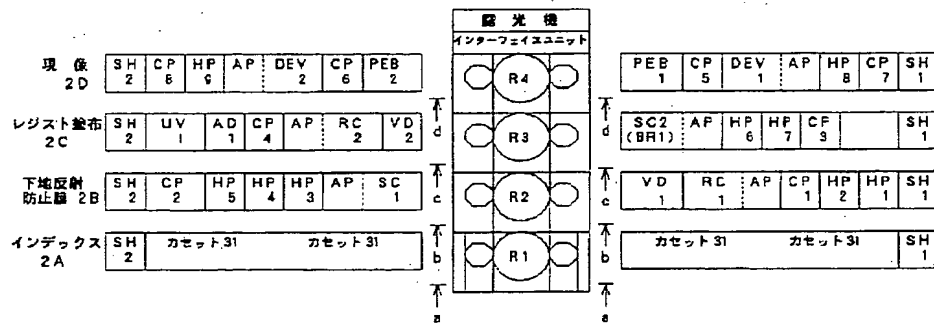 露光機
インターフェイスユニット
現像 2D
SH 2 CP 8 HP 9 AP DEV 2 CP 6 PEB 2
R4
PEB 1 CP 5 DEV 1 AP HP 8 CP 7 SH 1
d d
レジスト塗布 2C
SH 2 UV 1 AD 1 CP 4 AP RC 2 VD 2
R3
SC2 (BR1) AP HP 6 HP 7 CP 3 SH 1
c c
下地反射防止膜 2B
SH 2 CP 2 HP 5 HP 4 HP 3 AP SC 1
R2
VD 1 RC 1 AP CP 1 HP 2 HP 1 SH 1
b b
インデックス 2A
SH 2 カセット31 カセット31
R1
カセット31 カセット31 SH 1
a a